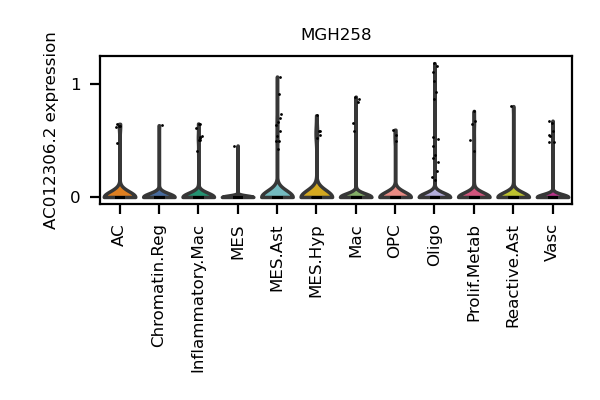 MGH258
AC012306.2 expression
1
0
AC
Chromatin.Reg
Inflammatory.Mac
MES
MES.Ast
MES.Hyp
Mac
OPC
Oligo
Prolif.Metab
Reactive.Ast
Vasc